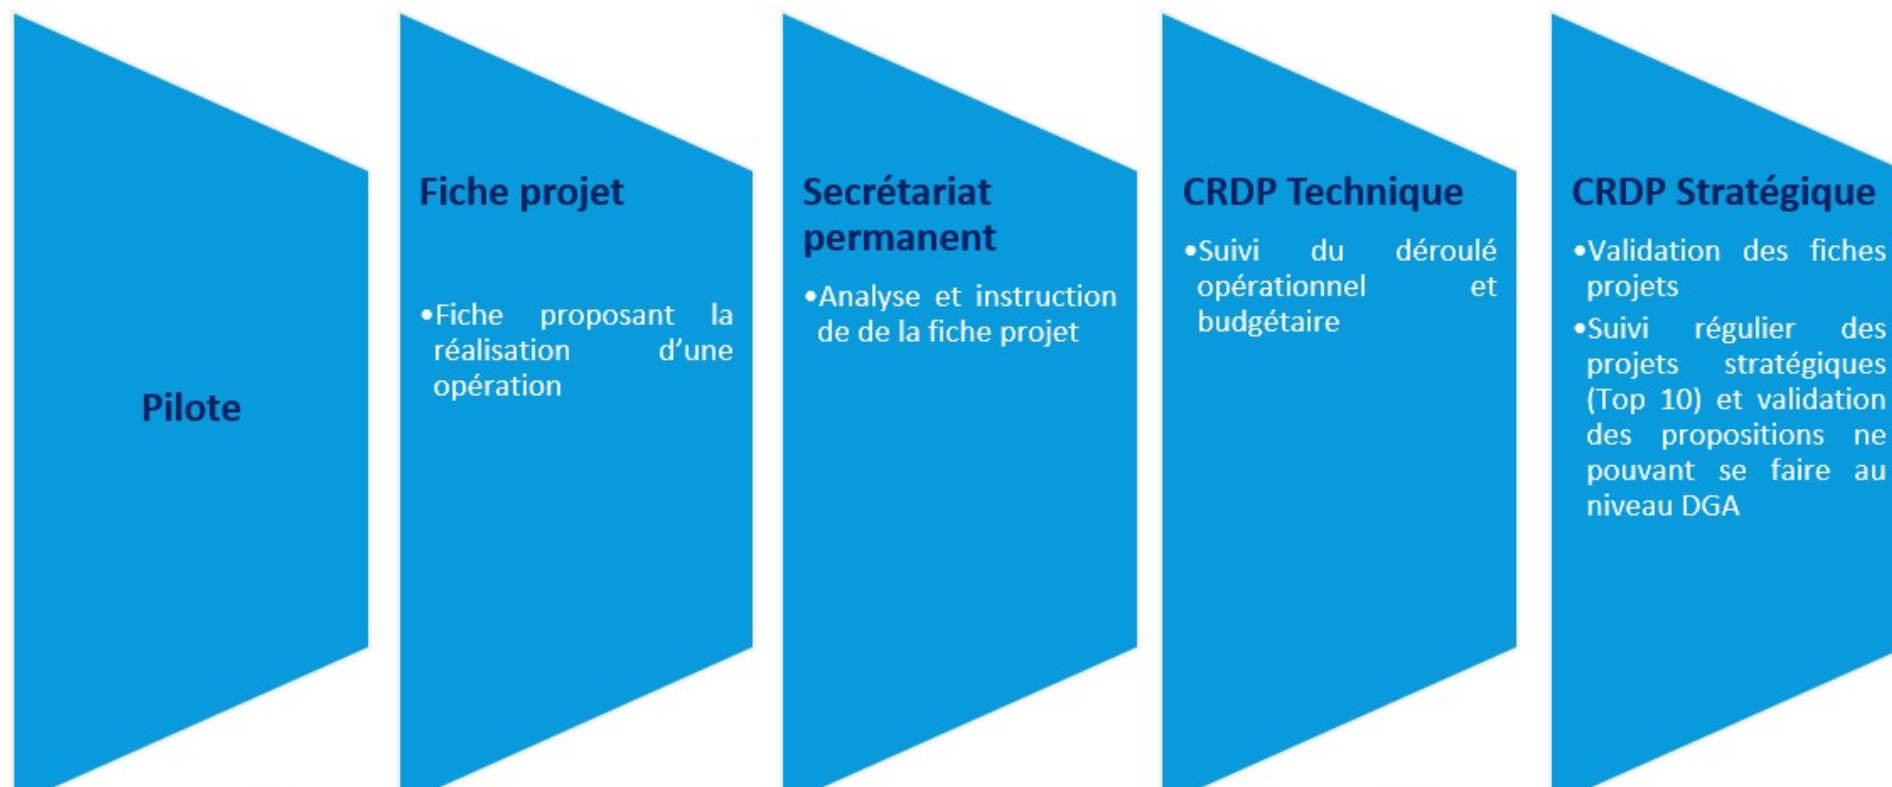 Pilote
Fiche projet
•Fiche proposant la
réalisation d’une
opération
Secrétariat
permanent
•Analyse et instruction
de de la fiche projet
CRDP Technique
•Suivi du déroulé
opérationnel et
budgétaire
CRDP Stratégique
•Validation des fiches
projets
•Suivi régulier des
projets stratégiques
(Top 10) et validation
des propositions ne
pouvant se faire au
niveau DGA